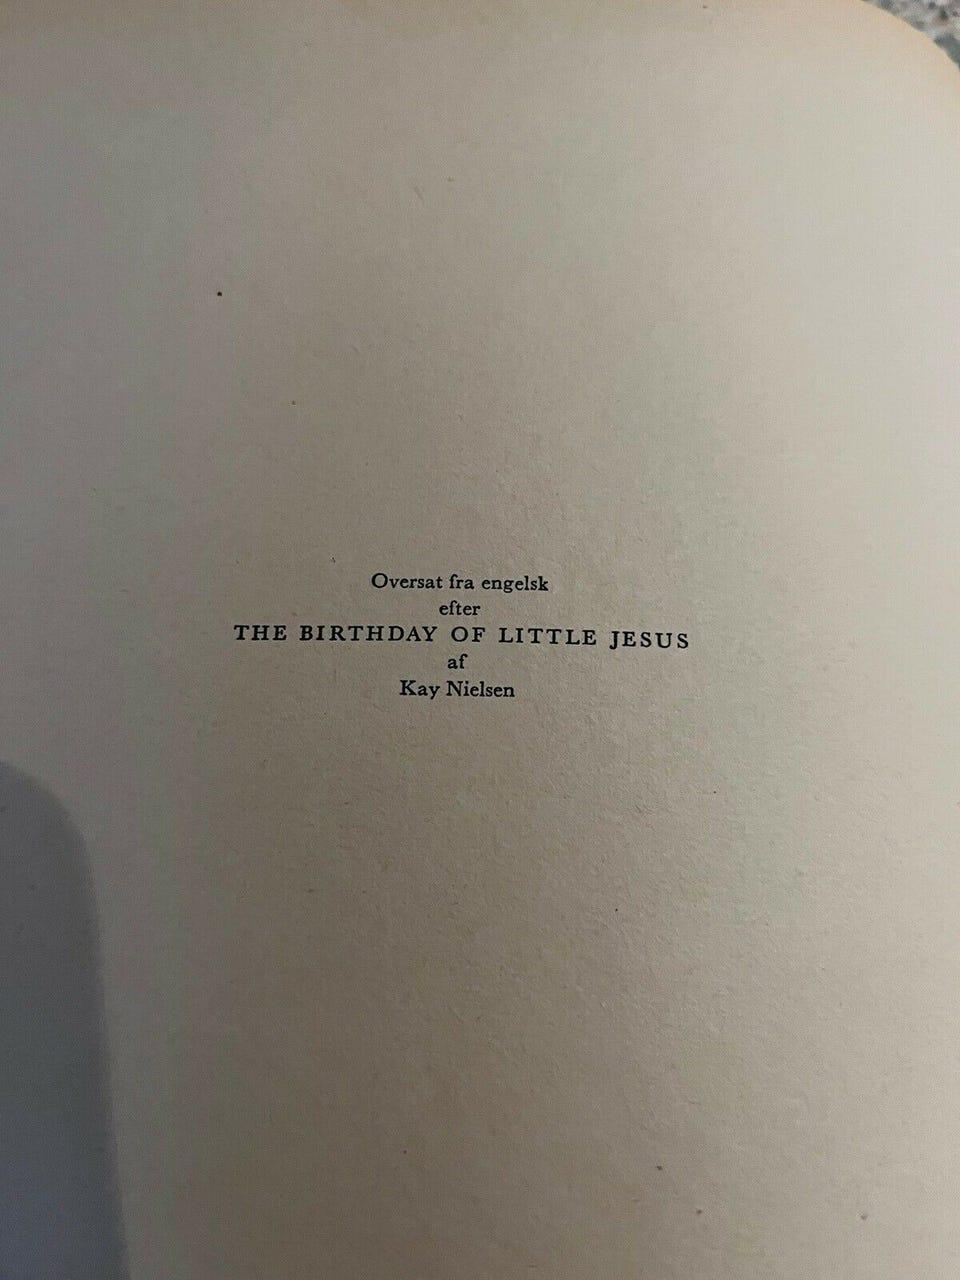 Oversat fra engelsk
efter
THE BIRTHDAY OF LITTLE JESUS
af
Kay Nielsen